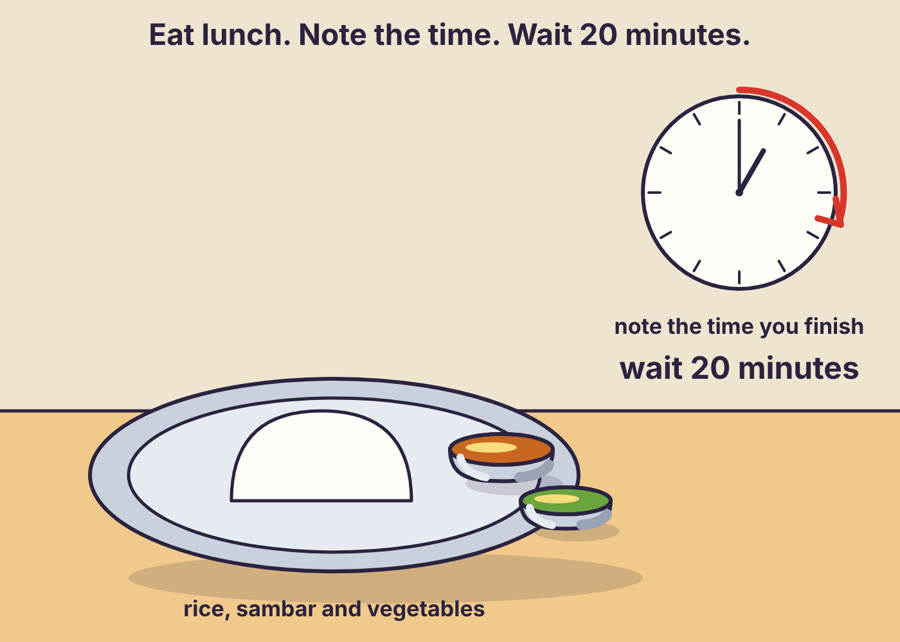 Eat lunch. Note the time. Wait 20 minutes.
note the time you finish
wait 20 minutes
rice, sambar and vegetables